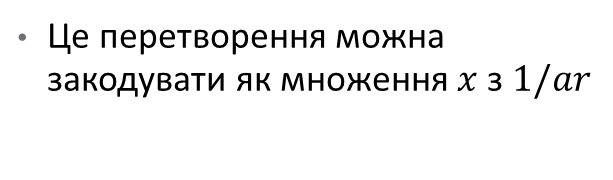 • Це перетворення можна
закодувати як множення x з 1/ar